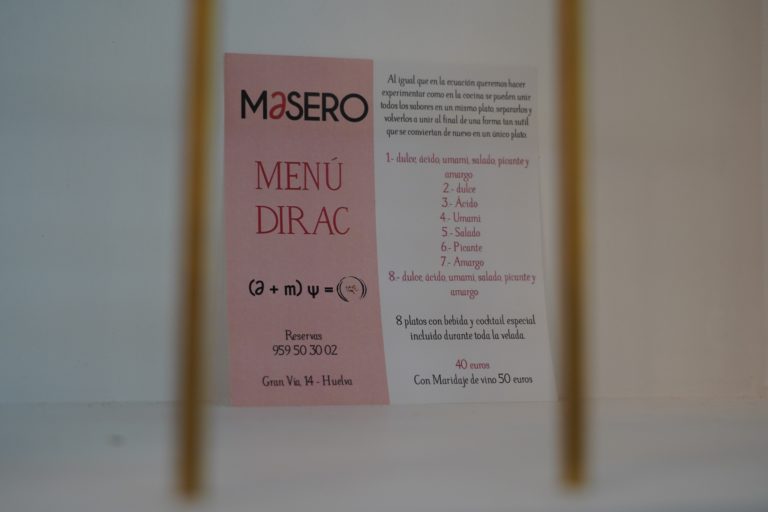 MaSERO
MENÚ
DIRAC
(∂ + m) ψ =
Reservas
959 50 30 02
Gran Vía, 14 - Huelva
Al igual que en la ecuación queremos hacer
experimentar como en la cocina se pueden unir
todos los sabores en un mismo plato, separarlos y
volverlos a unir al final de una forma tan sutil
que se conviertan de nuevo en un único plato.
1.- dulce, ácido, umami, salado, picante y
amargo
2.- dulce
3.- Ácido
4.- Umami
5.- Salado
6.- Picante
7.- Amargo
8.- dulce, ácido, umami, salado, picante y
amargo
8 platos con bebida y cocktail especial
incluido durante toda la velada.
40 euros
Con Maridaje de vino 50 euros